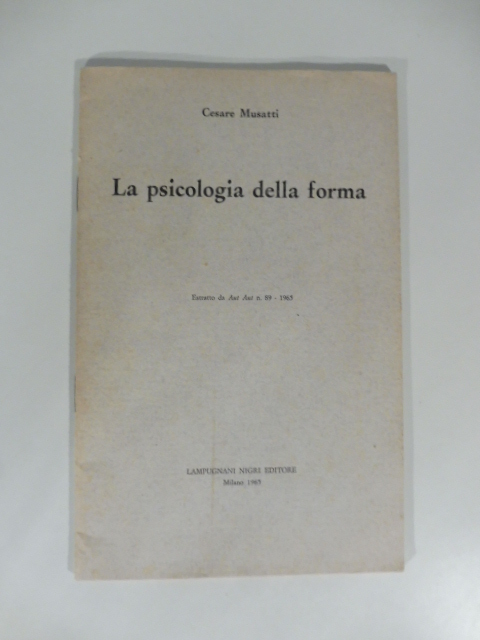 Cesare Musatti
La psicologia della forma
Estratto da Aut Aut n. 89 - 1965
LAMPUGNANI NIGRI EDITORE
Milano 1965